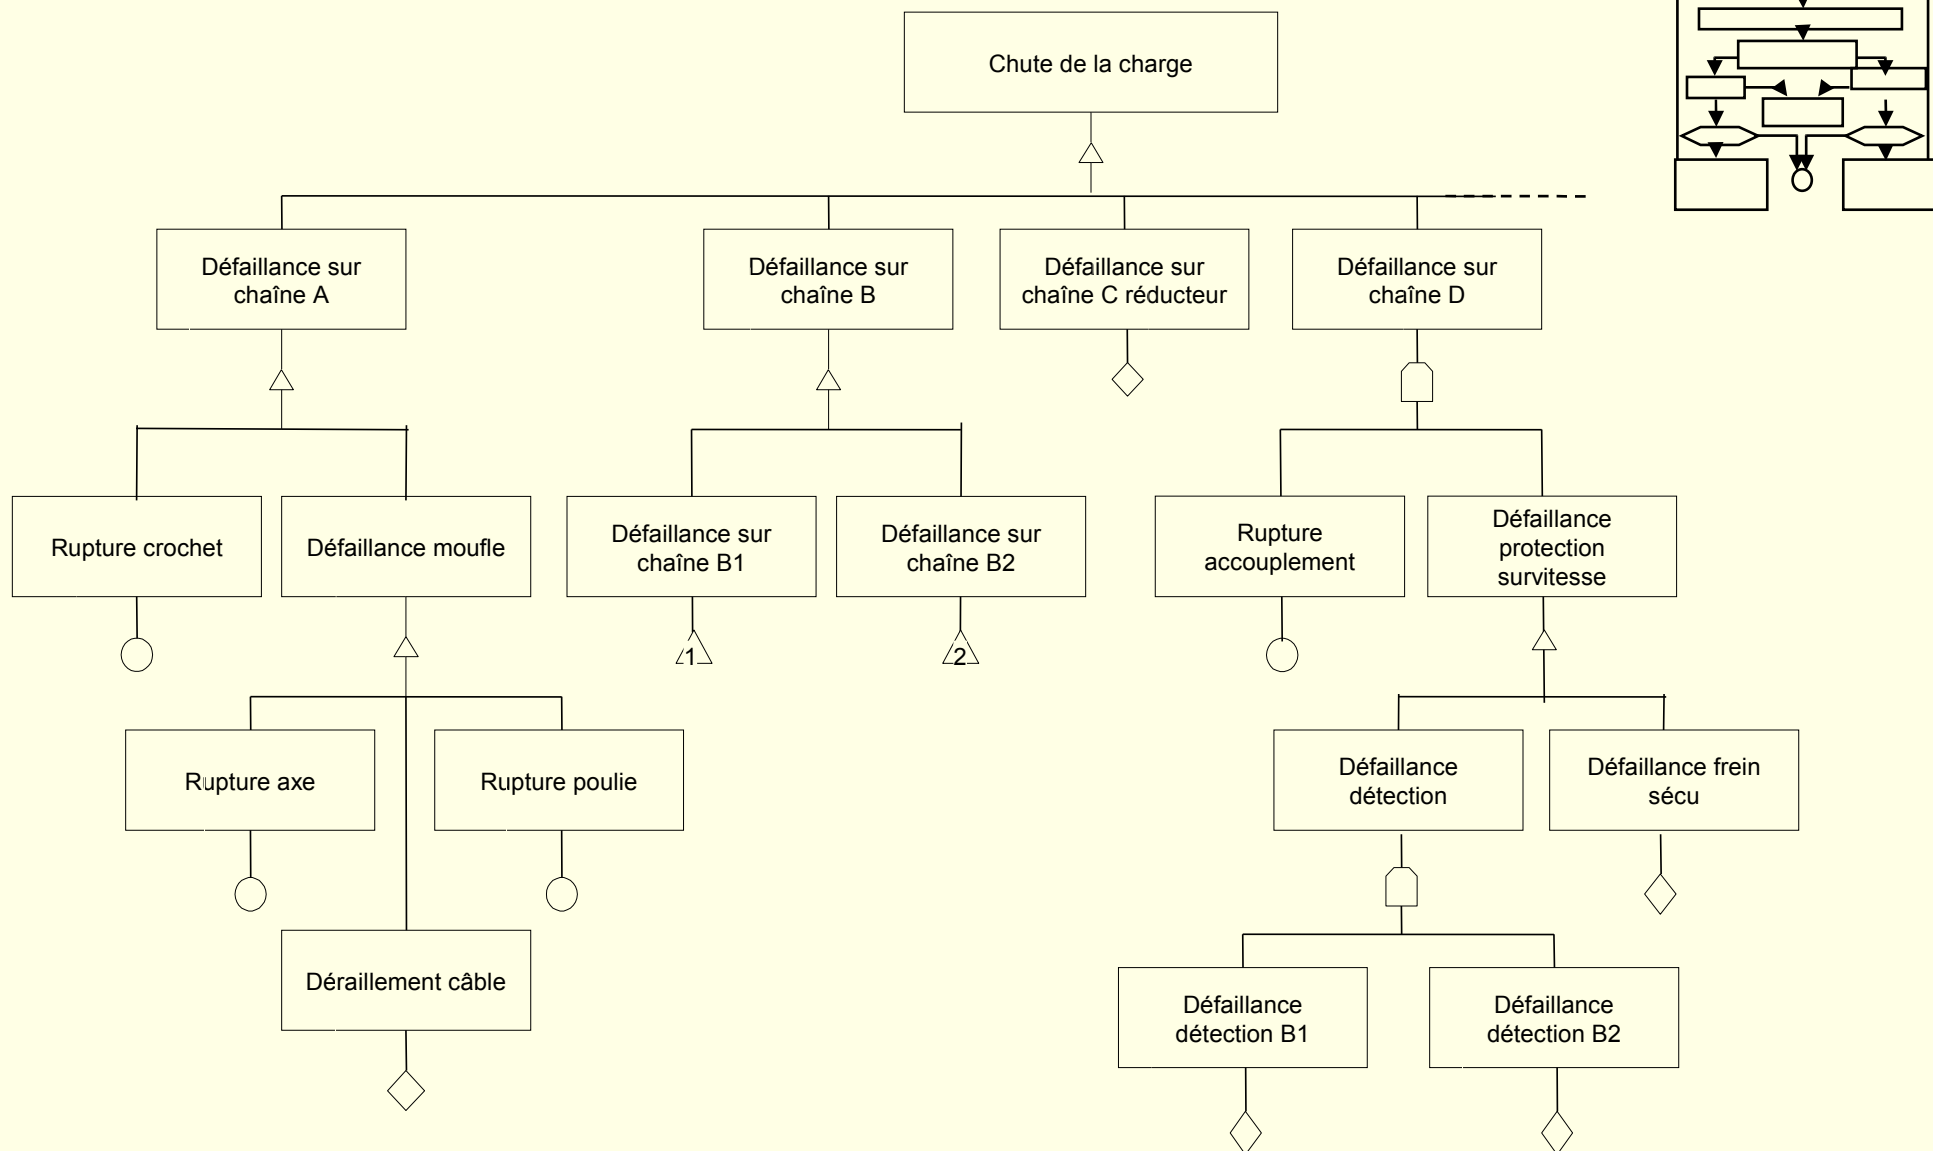 Chute de la charge
Défaillance sur
chaîne A
Défaillance sur
chaîne B
Défaillance sur
chaîne C réducteur
Défaillance sur
chaîne D
Rupture crochet
Défaillance moufle
Défaillance sur
chaîne B1
Défaillance sur
chaîne B2
Rupture
accouplement
Défaillance
protection
survitesse
1
2
Rupture axe
Rupture poulie
Défaillance
détection
Défaillance frein
sécu
Déraillement câble
Défaillance
détection B1
Défaillance
détection B2